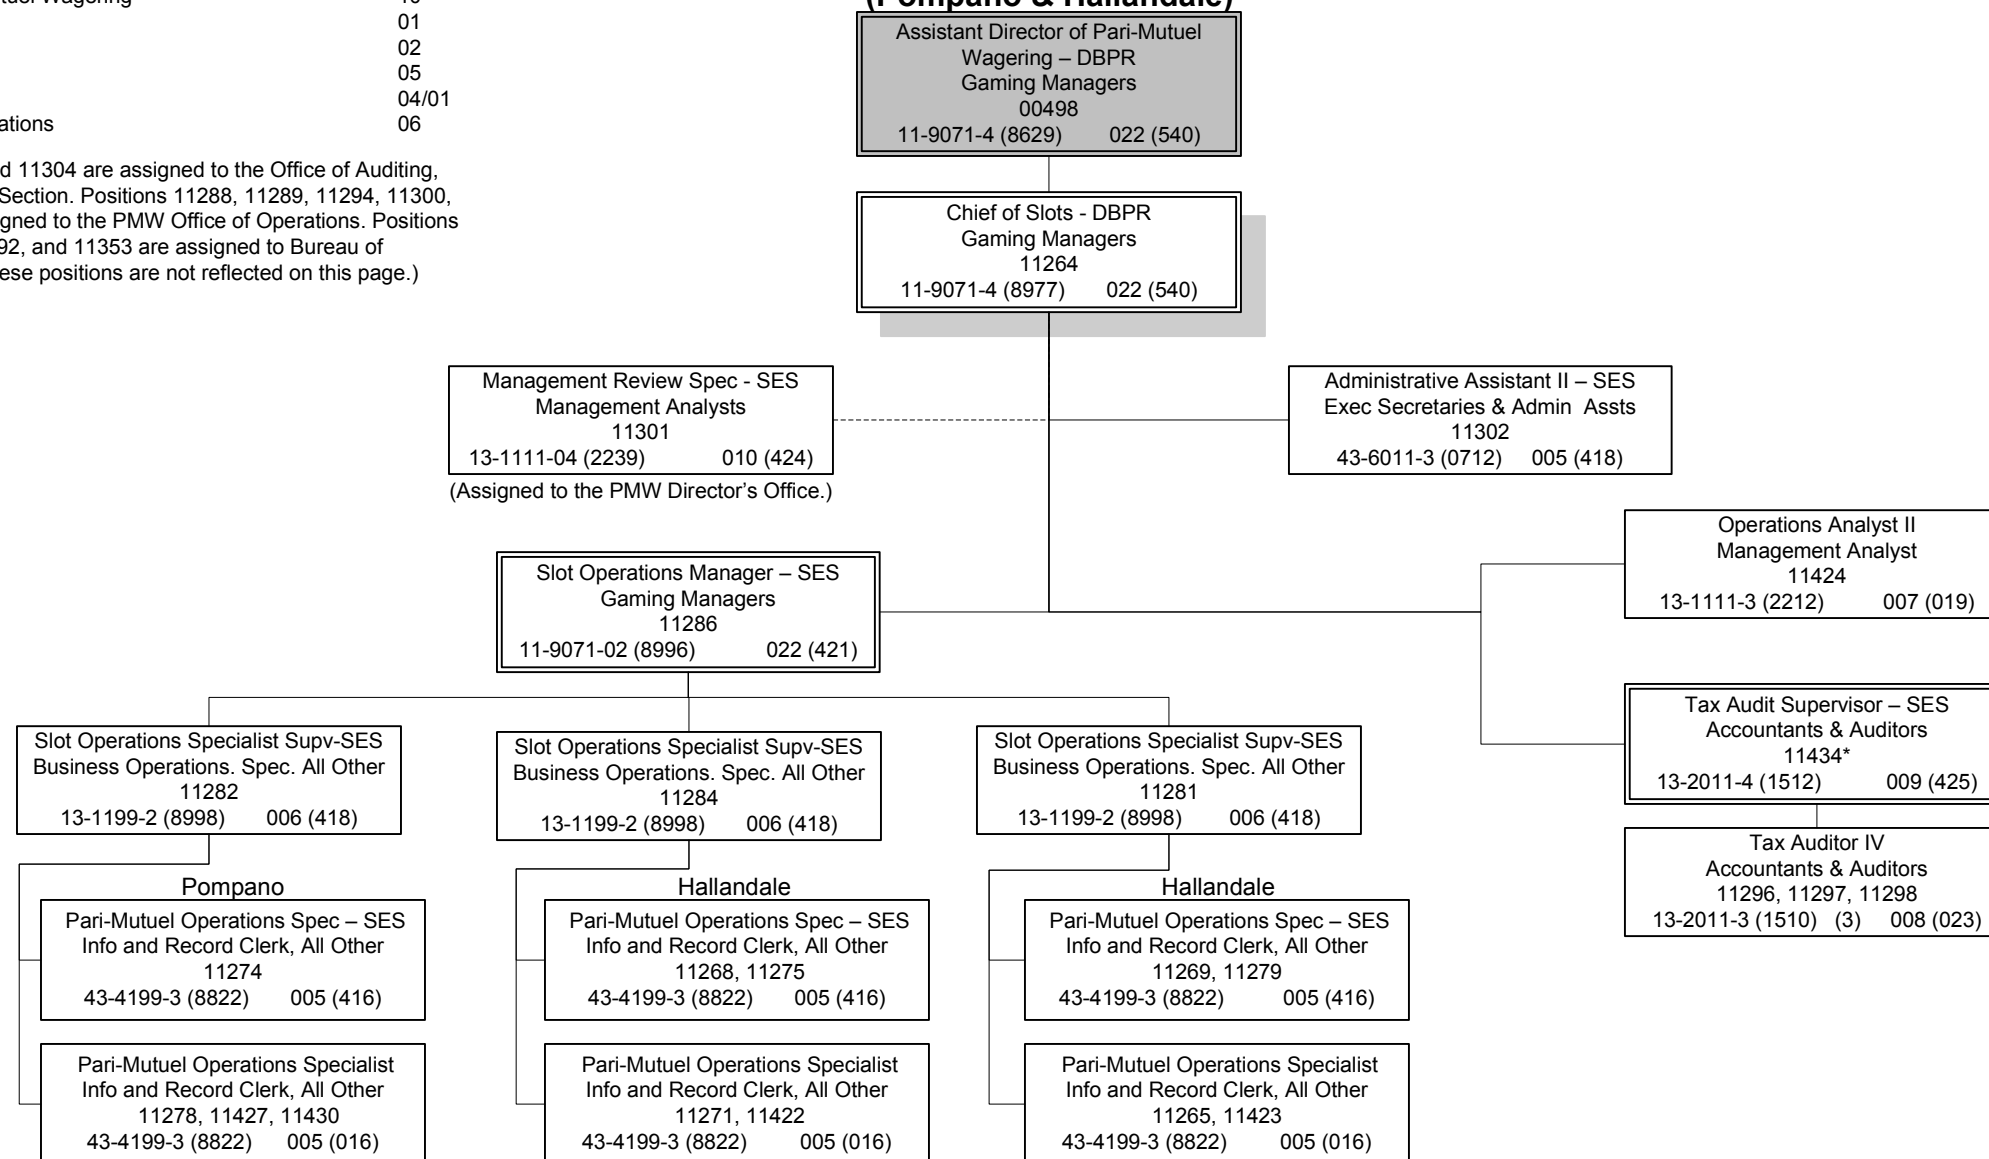 (Pompano & Hallandale)
Mutuel Wagering
01
02
05
04/01
06
11304 are assigned to the Office of Auditing,
Section. Positions 11288, 11289, 11294, 11300,
to the PMW Office of Operations. Positions
and 11353 are assigned to Bureau of
positions are not reflected on this page.)
Assistant Director of Pari-Mutuel
Wagering – DBPR
Gaming Managers
00498
11-9071-4 (8629) 022 (540)
Chief of Slots - DBPR
Gaming Managers
11264
11-9071-4 (8977) 022 (540)
Management Review Spec - SES
Management Analysts
11301
13-1111-04 (2239) 010 (424)
(Assigned to the PMW Director's Office.)
Administrative Assistant II – SES
Exec Secretaries & Admin Assts
11302
43-6011-3 (0712) 005 (418)
Operations Analyst II
Management Analyst
11424
13-1111-3 (2212) 007 (019)
Slot Operations Manager – SES
Gaming Managers
11286
11-9071-02 (8996) 022 (421)
Tax Audit Supervisor – SES
Accountants & Auditors
11434*
13-2011-4 (1512) 009 (425)
Tax Auditor IV
Accountants & Auditors
11296, 11297, 11298
13-2011-3 (1510) (3) 008 (023)
Slot Operations Specialist Supv-SES
Business Operations. Spec. All Other
11282
13-1199-2 (8998) 006 (418)
Slot Operations Specialist Supv-SES
Business Operations. Spec. All Other
11284
13-1199-2 (8998) 006 (418)
Slot Operations Specialist Supv-SES
Business Operations. Spec. All Other
11281
13-1199-2 (8998) 006 (418)
Pompano
Pari-Mutuel Operations Spec – SES
Info and Record Clerk, All Other
11274
43-4199-3 (8822) 005 (416)
Pari-Mutuel Operations Specialist
Info and Record Clerk, All Other
11278, 11427, 11430
43-4199-3 (8822) 005 (016)
Hallandale
Pari-Mutuel Operations Spec – SES
Info and Record Clerk, All Other
11268, 11275
43-4199-3 (8822) 005 (416)
Pari-Mutuel Operations Specialist
Info and Record Clerk, All Other
11271, 11422
43-4199-3 (8822) 005 (016)
Hallandale
Pari-Mutuel Operations Spec – SES
Info and Record Clerk, All Other
11269, 11279
43-4199-3 (8822) 005 (416)
Pari-Mutuel Operations Specialist
Info and Record Clerk, All Other
11265, 11423
43-4199-3 (8822) 005 (016)